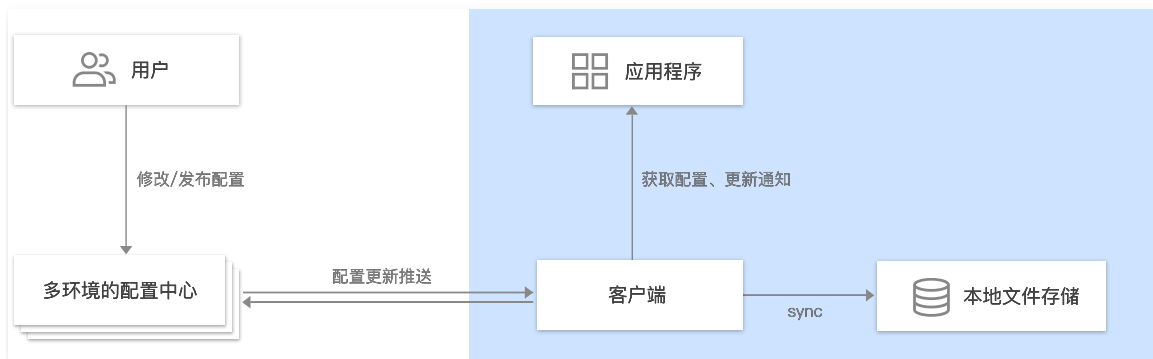 用户
应用程序
修改/发布配置
获取配置、更新通知
多环境的配置中心
配置更新推送
客户端
sync
本地文件存储